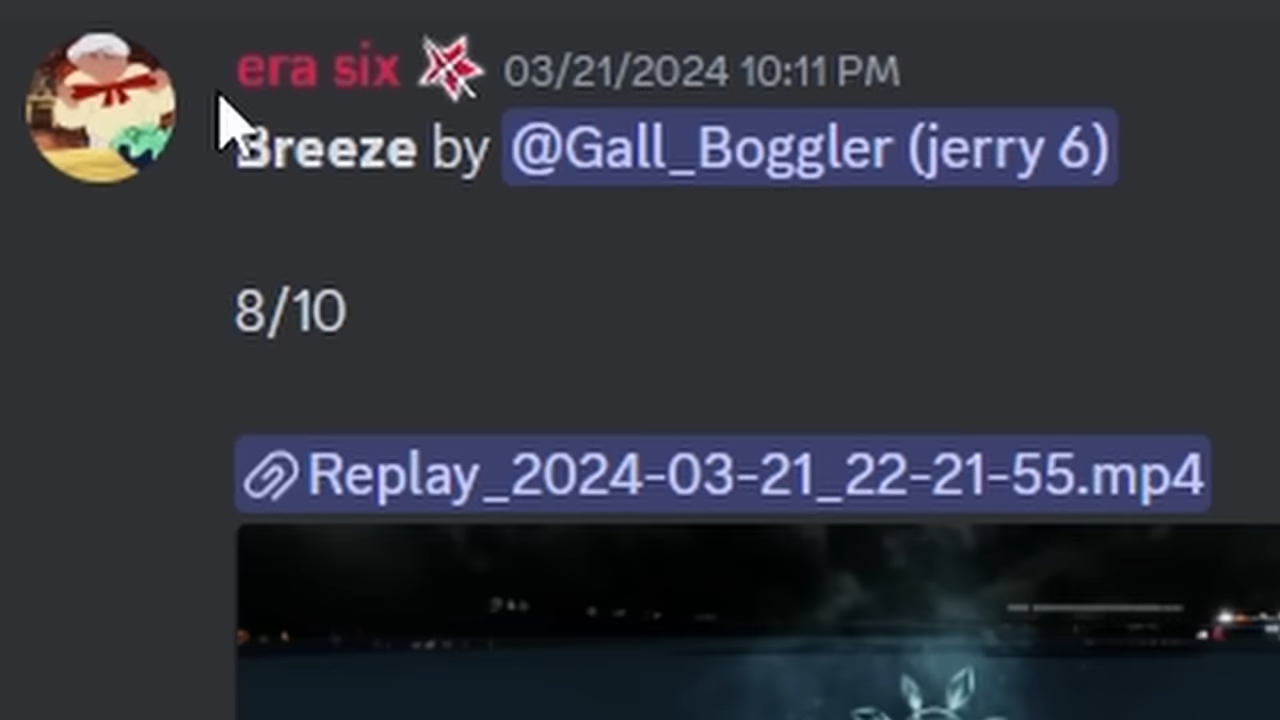 era six 03/21/2024 10:11 PM
Breeze by @Gall_Boggler (jerry 6)
8/10
Replay_2024-03-21_22-21-55.mp4